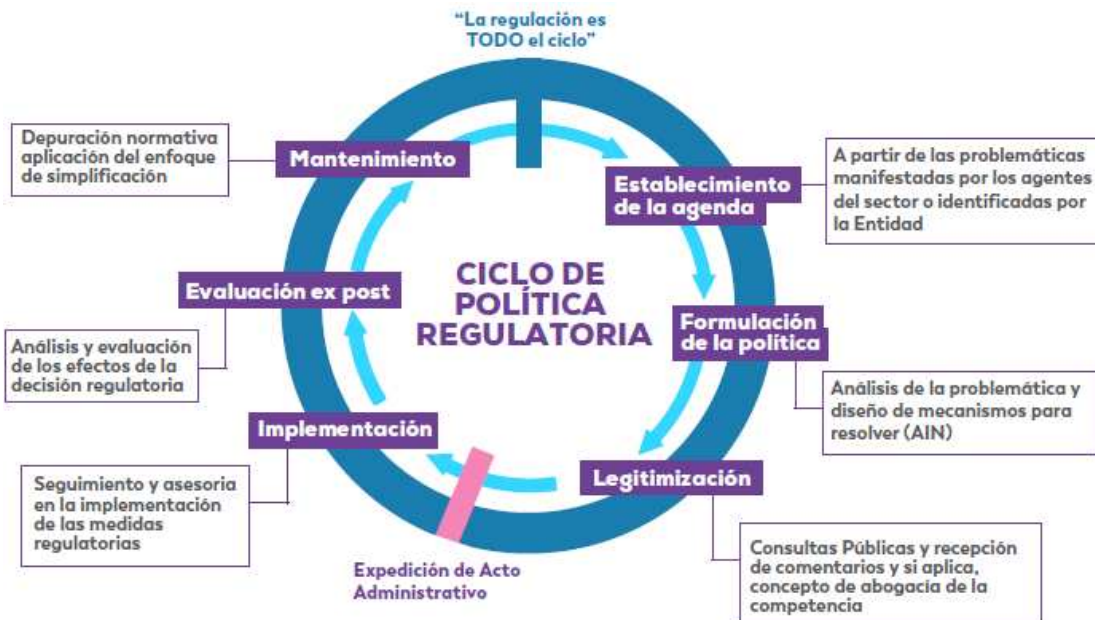 “La regulación es
TODO el ciclo”
Mantenimiento
Depuración normativa
aplicación del enfoque
de simplificación
Establecimiento
de la agenda
A partir de las problemáticas
manifestadas por los agentes
del sector o identificadas por
la Entidad
CICLO DE
POLÍTICA
REGULATORIA
Evaluación ex post
Análisis y evaluación
de los efectos de la
decisión regulatoria
Formulación
de la política
Análisis de la problemática y
diseño de mecanismos para
resolver (AIN)
Implementación
Seguimiento y asesoria
en la implementación
de las medidas
regulatorias
Legitimización
Consultas Públicas y recepción
de comentarios y si aplica,
concepto de abogacía de la
competencia
Expedición de Acto
Administrativo